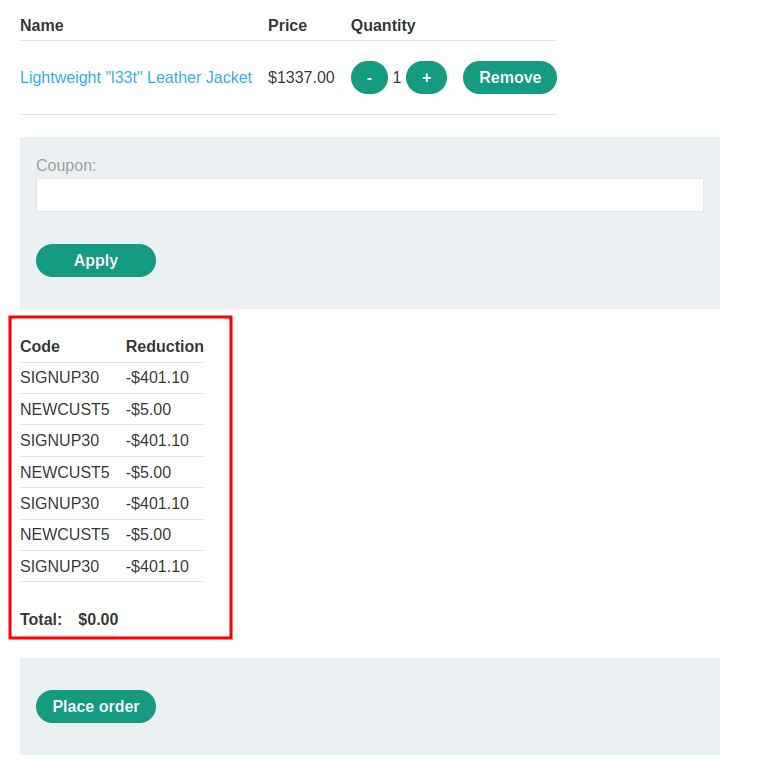 Name Price Quantity
Lightweight "l33t" Leather Jacket $1337.00 - 1 + Remove
Coupon:
Apply
Code Reduction
SIGNUP30 -$401.10
NEWCUST5 -$5.00
SIGNUP30 -$401.10
NEWCUST5 -$5.00
SIGNUP30 -$401.10
NEWCUST5 -$5.00
SIGNUP30 -$401.10
Total: $0.00
Place order